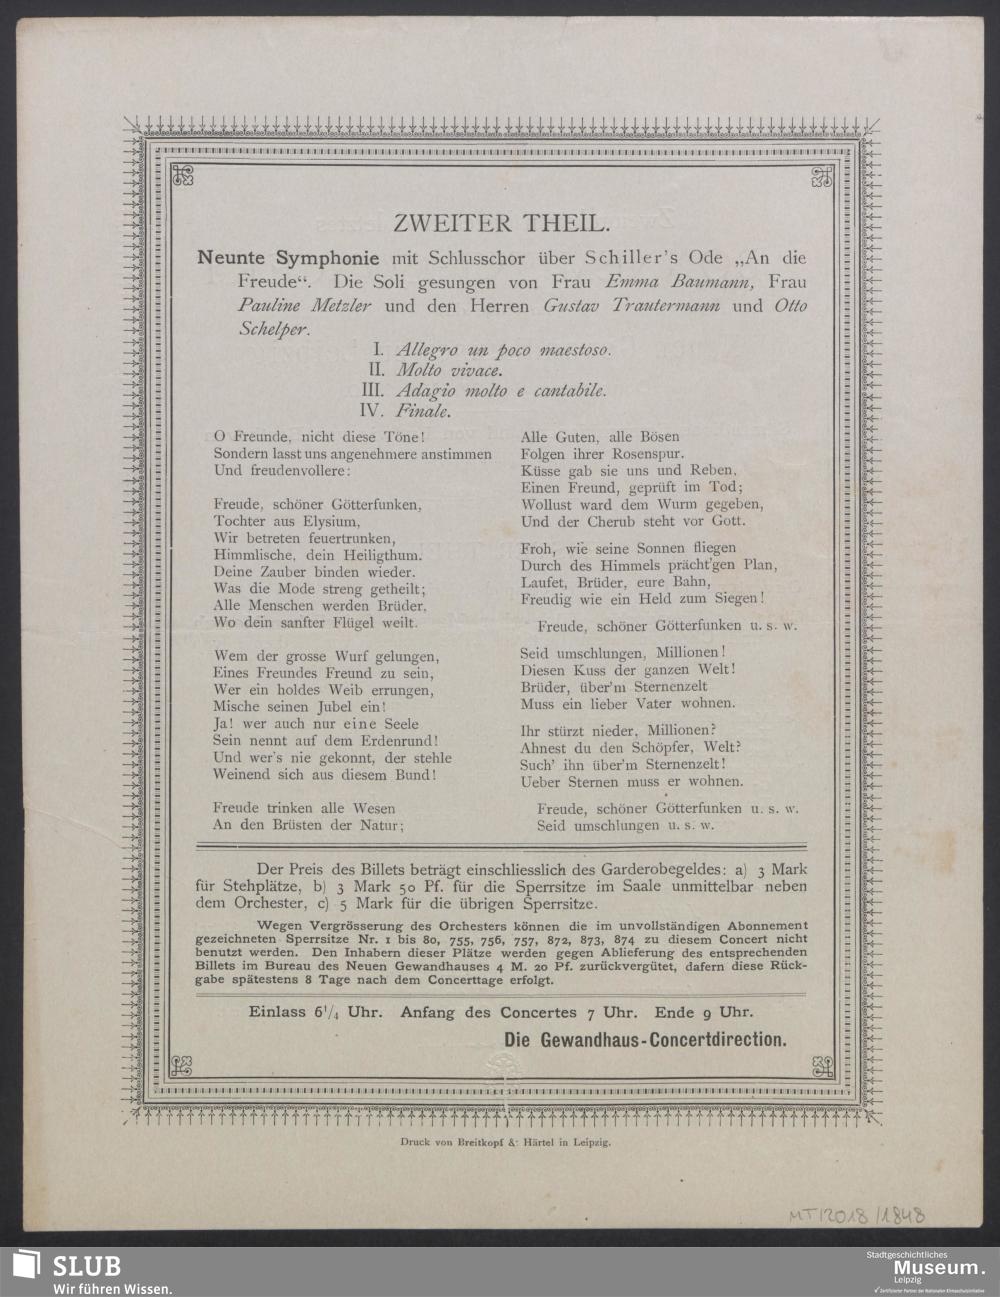 ZWEITER THEIL.
Neunte Symphonie mit Schlusschor über Schiller's Ode „An die
Freude“. Die Soli gesungen von Frau Emma Baumann, Frau
Pauline Metzler und den Herren Gustav Trautermann und Otto
Schelper.
I. Allegro un poco maestoso.
II. Molto vivace.
III. Adagio molto e cantabile.
IV. Finale.
O Freunde, nicht diese Töne!
Sondern lasst uns angenehmere anstimmen
Und freudenvollere:
Freude, schöner Götterfunken,
Tochter aus Elysium,
Wir betreten feuertrunken,
Himmlische, dein Heiligthum.
Deine Zauber binden wieder.
Was die Mode streng getheilt;
Alle Menschen werden Brüder,
Wo dein sanfter Flügel weilt.
Wem der grosse Wurf gelungen,
Eines Freundes Freund zu sein,
Wer ein holdes Weib errungen,
Mische seinen Jubel ein!
Ja! wer auch nur eine Seele
Sein nennt auf dem Erdenrund!
Und wer's nie gekonnt, der stehle
Weinend sich aus diesem Bund!
Freude trinken alle Wesen
An den Brüsten der Natur;
Alle Guten, alle Bösen
Folgen ihrer Rosenspur.
Küsse gab sie uns und Reben,
Einen Freund, geprüft im Tod;
Wollust ward dem Wurm gegeben,
Und der Cherub steht vor Gott.
Froh, wie seine Sonnen fliegen
Durch des Himmels prächt'gen Plan,
Laufet, Brüder, eure Bahn,
Freudig wie ein Held zum Siegen!
Freude, schöner Götterfunken u. s. w.
Seid umschlungen, Millionen!
Diesen Kuss der ganzen Welt!
Brüder, über'm Sternenzelt
Muss ein lieber Vater wohnen.
Ihr stürzt nieder, Millionen?
Ahnest du den Schöpfer, Welt?
Such' ihn über'm Sternenzelt!
Ueber Sternen muss er wohnen.
Freude, schöner Götterfunken u. s. w.
Seid umschlungen u. s. w.
Der Preis des Billets beträgt einschliesslich des Garderobegeldes: a) 3 Mark
für Stehplätze, b) 3 Mark 50 Pf. für die Sperrsitze im Saale unmittelbar neben
dem Orchester, c) 5 Mark für die übrigen Sperrsitze.
Wegen Vergrösserung des Orchesters können die im unvollständigen Abonnement
gezeichneten Sperrsitze Nr. 1 bis 80, 755, 756, 757, 872, 873, 874 zu diesem Concert nicht
benutzt werden. Den Inhabern dieser Plätze werden gegen Ablieferung des entsprechenden
Billets im Bureau des Neuen Gewandhauses 4 M. 20 Pf. zurückvergütet, dafern diese Rück-
gabe spätestens 8 Tage nach dem Concerttage erfolgt.
Einlass 6¼ Uhr. Anfang des Concertes 7 Uhr. Ende 9 Uhr.
Die Gewandhaus-Concertdirection.
Druck von Breitkopf & Härtel in Leipzig.
MT/2018/1848
SLUB
Wir führen Wissen.
Stadtgeschichtliches
Museum.
Leipzig
Zertifizierter Partner der Nationalen Klimaschutzinitiative